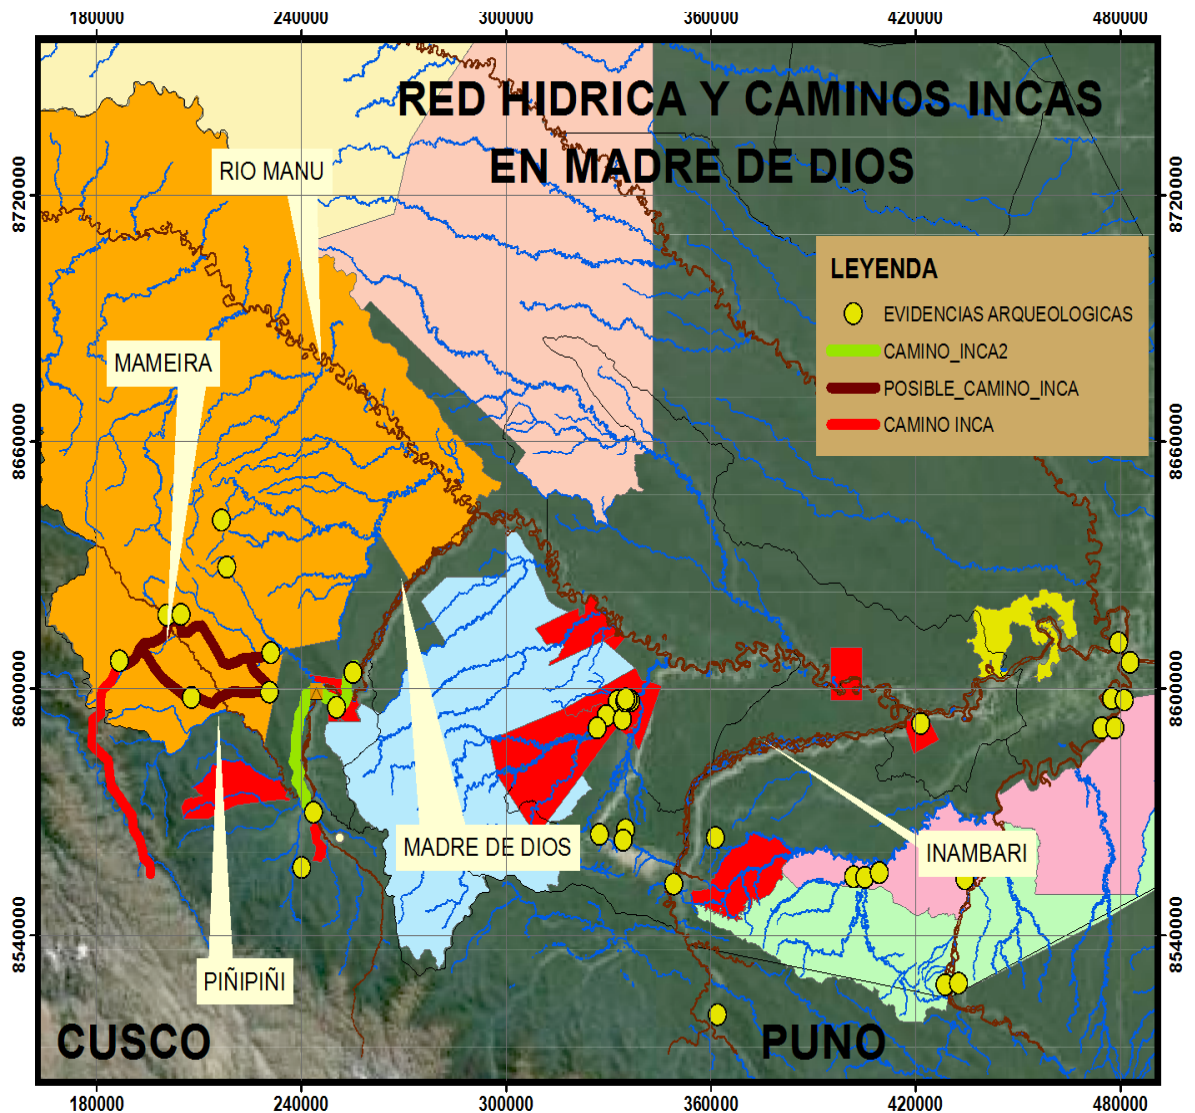 180000 240000 300000 360000 420000 480000
RED HIDRICA Y CAMINOS INCAS
EN MADRE DE DIOS
RIO MANU
8720000 8720000
LEYENDA
EVIDENCIAS ARQUEOLOGICAS
CAMINO_INCA2
MAMEIRA
POSIBLE_CAMINO_INCA
CAMINO INCA
8660000 8660000
8600000 8600000
MADRE DE DIOS
INAMBARI
8540000 8540000
PIÑIPIÑI
CUSCO
PUNO
180000 240000 300000 360000 420000 480000